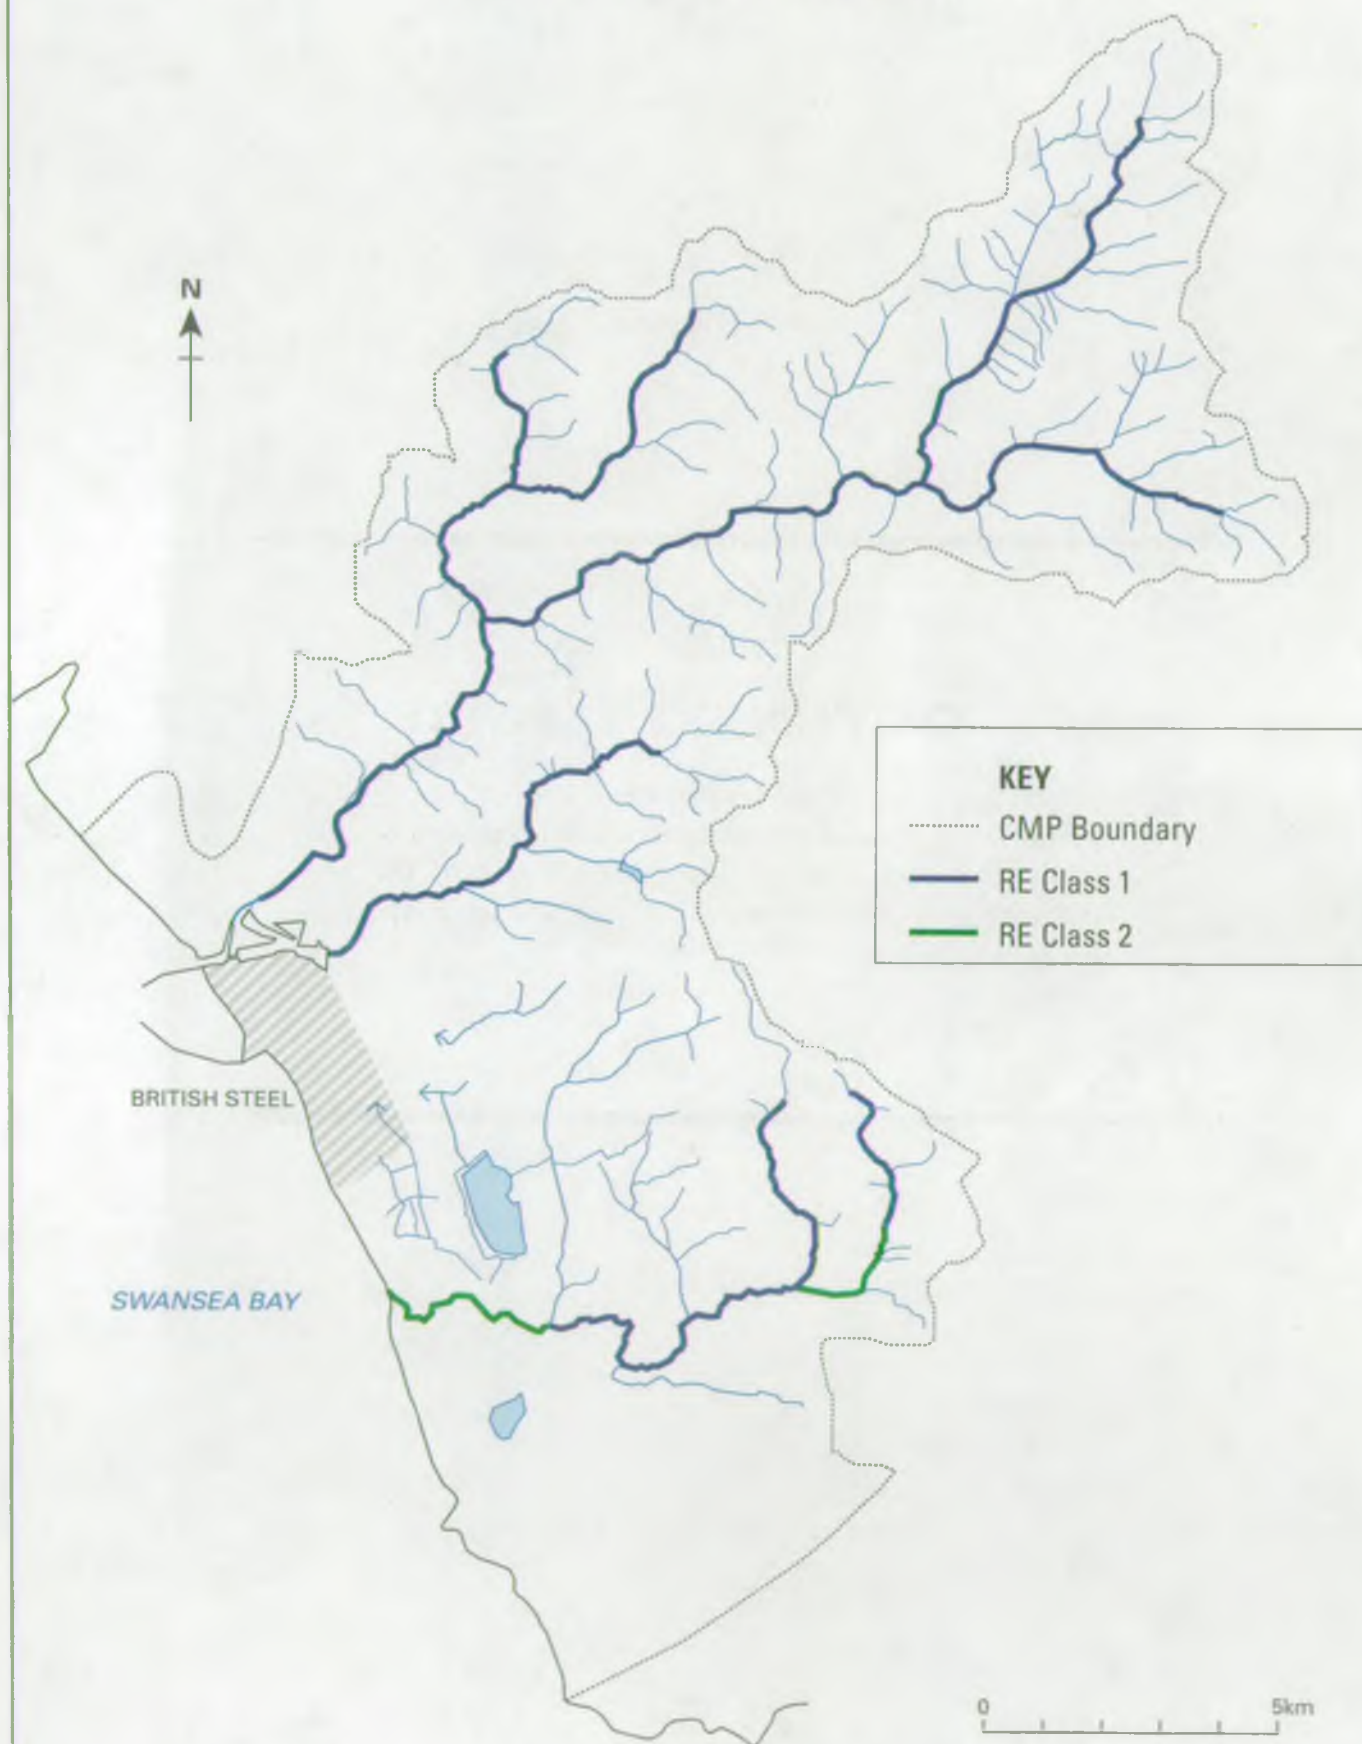 N
KEY
CMP Boundary
RE Class 1
RE Class 2
BRITISH STEEL
SWANSEA BAY
0 5km